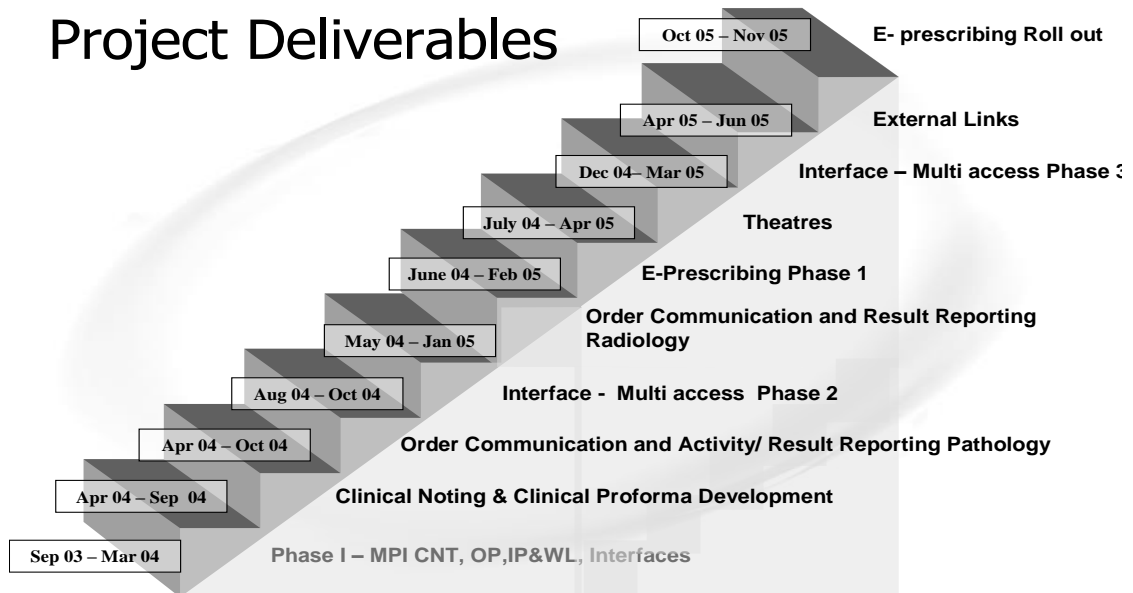 Project Deliverables
Oct 05 – Nov 05
E- prescribing Roll out
Apr 05 – Jun 05
External Links
Dec 04– Mar 05
Interface – Multi access Phase 3
July 04 – Apr 05
Theatres
June 04 – Feb 05
E-Prescribing Phase 1
May 04 – Jan 05
Order Communication and Result Reporting
Radiology
Aug 04 – Oct 04
Interface - Multi access Phase 2
Apr 04 – Oct 04
Order Communication and Activity/ Result Reporting Pathology
Apr 04 – Sep 04
Clinical Noting & Clinical Proforma Development
Sep 03 – Mar 04
Phase I – MPI CNT, OP,IP&WL, Interfaces